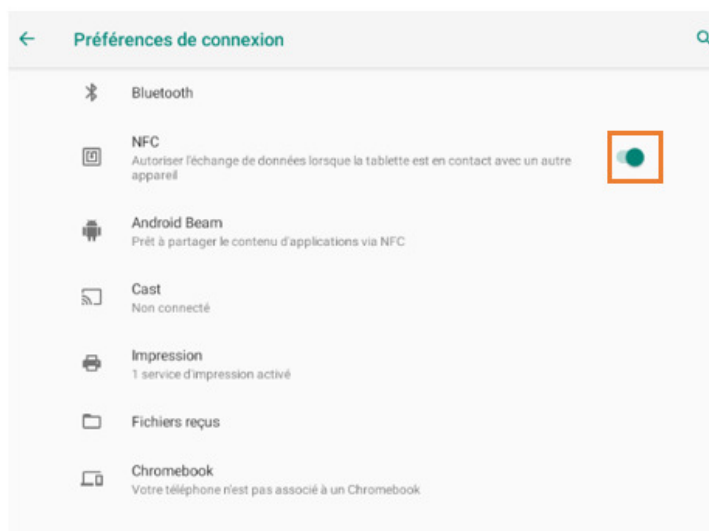 Préférences de connexion
Bluetooth
NFC
Autoriser l'échange de données lorsque la tablette est en contact avec un autre
appareil
Android Beam
Prêt à partager le contenu d'applications via NFC
Cast
Non connecté
Impression
1 service d'impression activé
Fichiers reçus
Chromebook
Votre téléphone n'est pas associé à un Chromebook